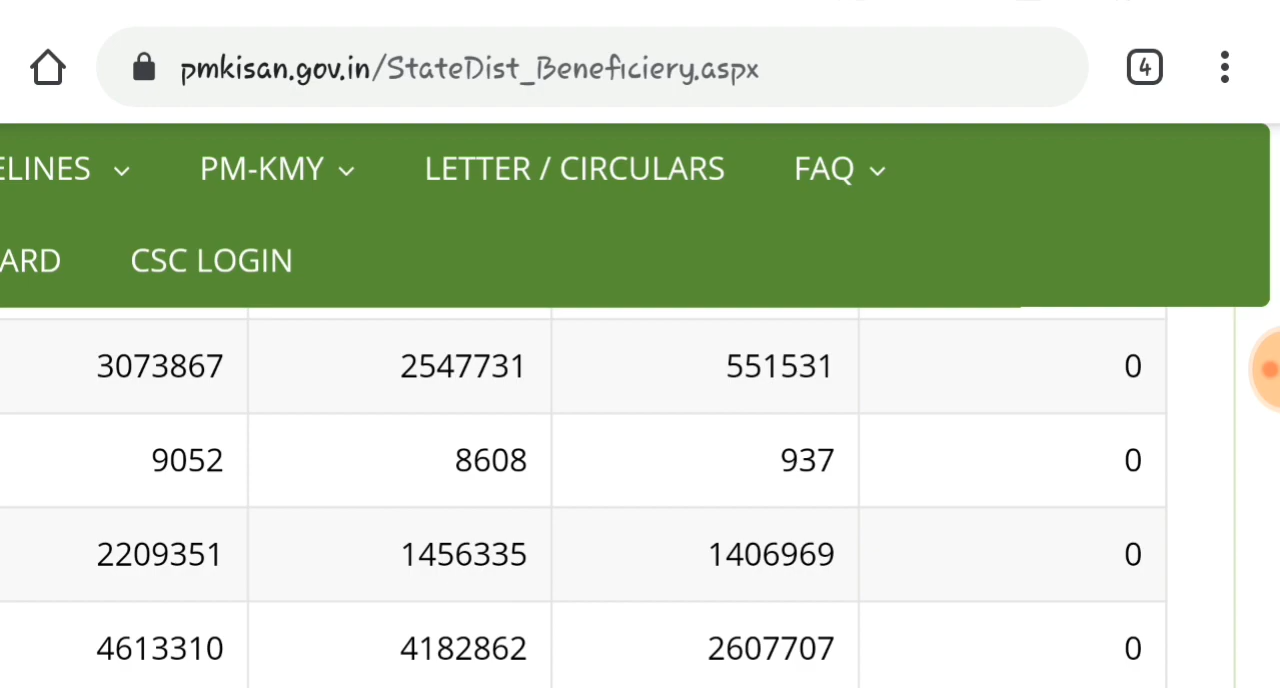 pmkisan.gov.in/StateDist_Beneficiery.aspx 4
ELINES PM-KMY LETTER / CIRCULARS FAQ
ARD CSC LOGIN
3073867 2547731 551531 0
9052 8608 937 0
2209351 1456335 1406969 0
4613310 4182862 2607707 0